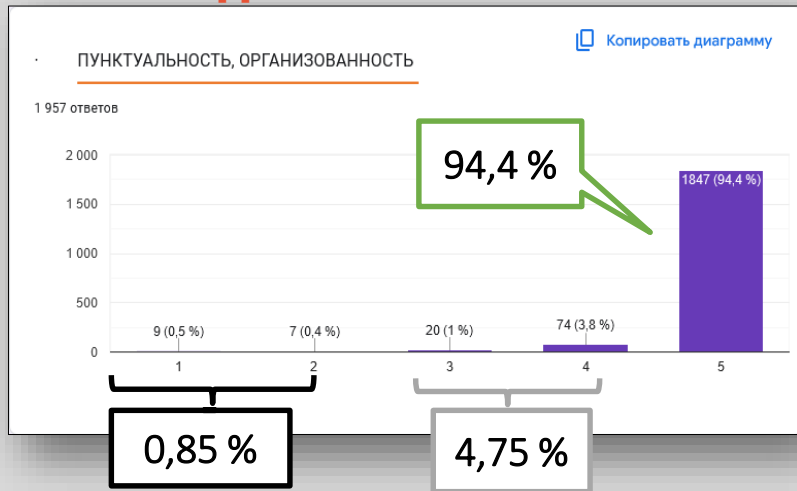 Копировать диаграмму
· ПУНКТУАЛЬНОСТЬ, ОРГАНИЗОВАННОСТЬ
1 957 ответов
94,4 %
2 000
1 500
1 000
500
0
9 (0,5 %)
7 (0,4 %)
20 (1 %)
74 (3,8 %)
1847 (94,4 %)
1 2 3 4 5
0,85 %
4,75 %